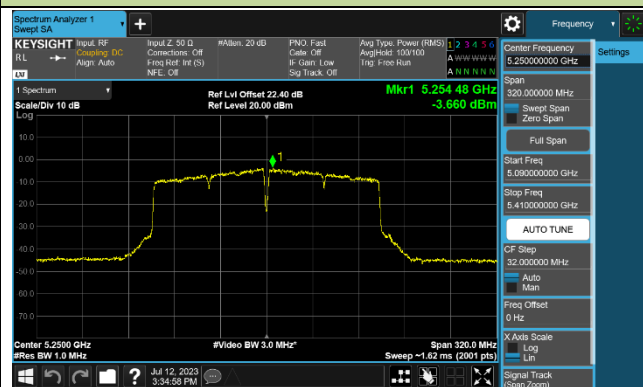 Spectrum Analyzer 1
Swept SA
Frequency
KEYSIGHT
RL
Input: RF
Coupling: DC
Align: Auto
Input Z: 50 Ω
Corrections: Off
Freq Ref: Int (S)
NFE: Off
#Atten: 20 dB
PNO: Fast
Gate: Off
IF Gain: Low
Sig Track: Off
Avg Type: Power (RMS)
Avg|Hold: 100/100
Trig: Free Run
1 2 3 4 5 6
A W W W W W
A N N N N N
LXI
1 Spectrum
Scale/Div 10 dB
Log
Ref Lvl Offset 22.40 dB
Ref Level 20.00 dBm
Mkr1 5.254 48 GHz
-3.660 dBm
1
10.0
0.00
-10.0
-20.0
-30.0
-40.0
-50.0
-60.0
-70.0
Center 5.2500 GHz
#Res BW 1.0 MHz
#Video BW 3.0 MHz*
Span 320.0 MHz
Sweep ~1.62 ms (2001 pts)
Jul 12, 2023
3:34:58 PM
Center Frequency
5.250000000 GHz
Span
320.000000 MHz
Swept Span
Zero Span
Full Span
Start Freq
5.090000000 GHz
Stop Freq
5.410000000 GHz
AUTO TUNE
CF Step
32.000000 MHz
Auto
Man
Freq Offset
0 Hz
X Axis Scale
Log
Lin
Signal Track
(Span Zoom)
Settings